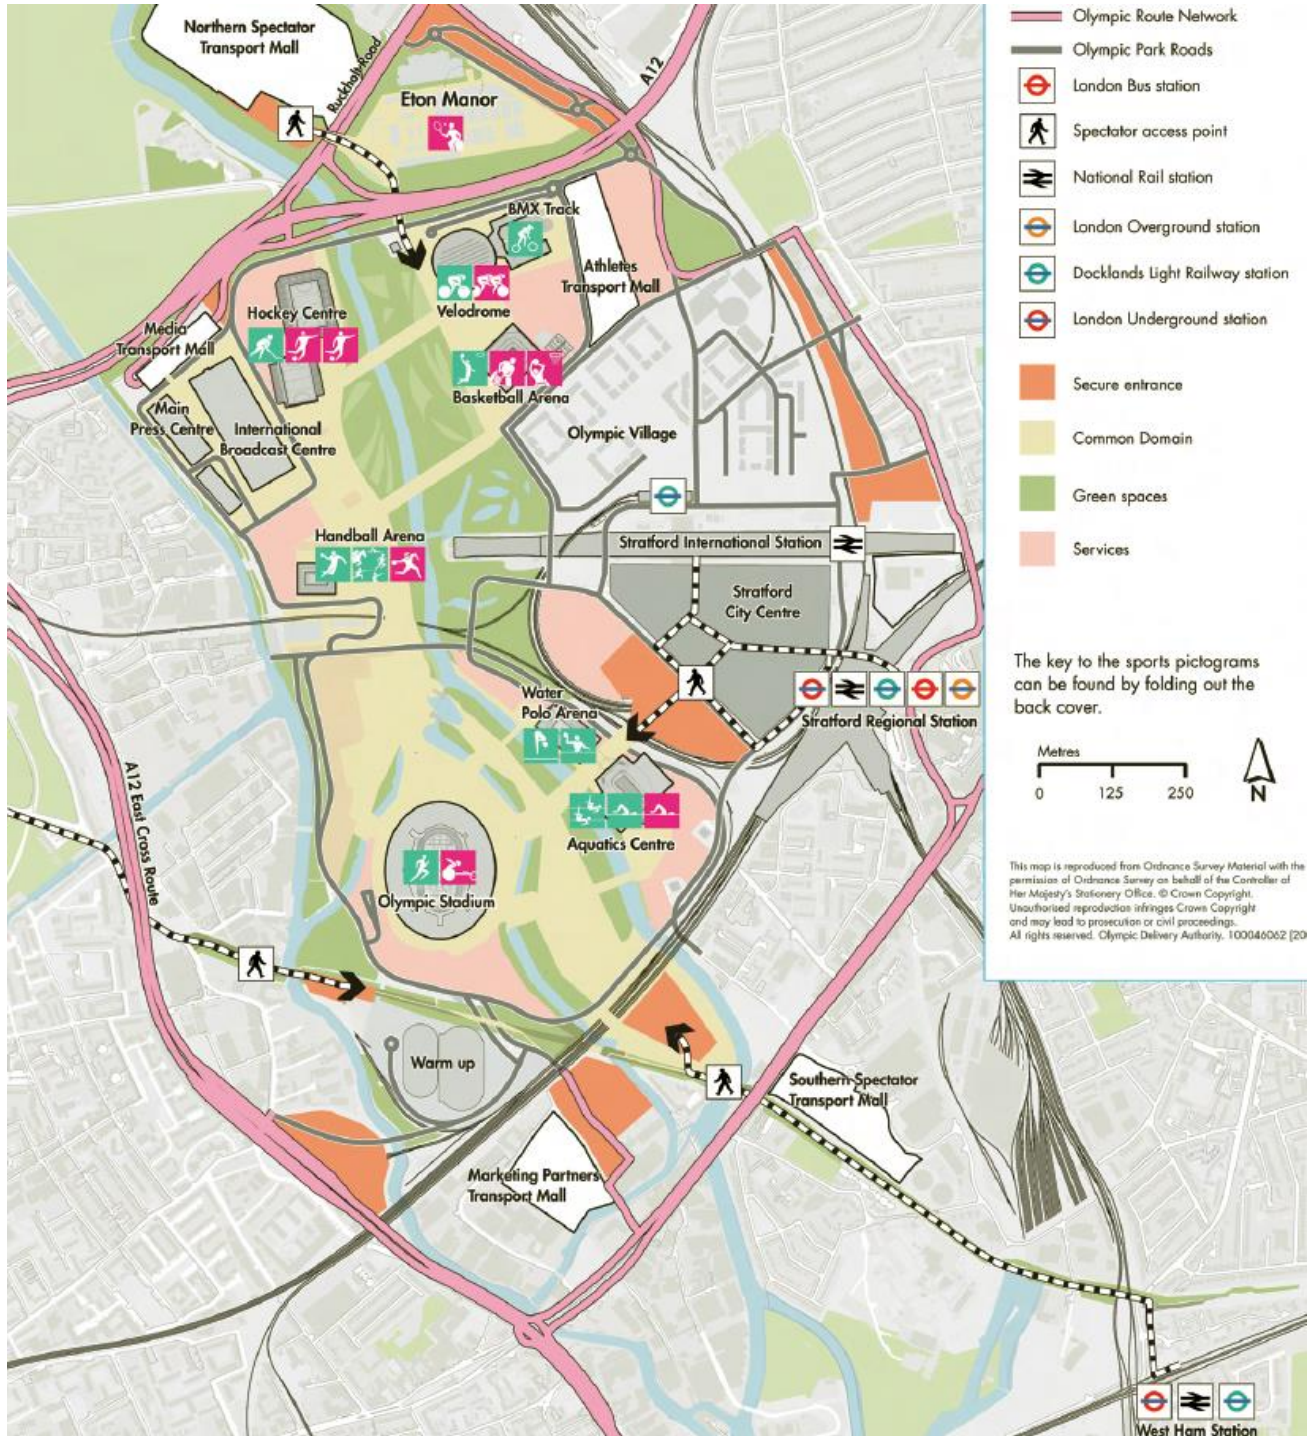 Northern Spectator
Transport Mall
Ruckholt Road
A12
Eton Manor
BMX Track
Athletes
Transport Mall
Velodrome
Hockey Centre
Media
Transport Mall
Basketball Arena
Main
Press Centre
International
Broadcast Centre
Olympic Village
Handball Arena
Stratford International Station
Stratford
City Centre
Water
Polo Arena
Stratford Regional Station
A12 East Cross Route
Aquatics Centre
Olympic Stadium
Warm up
Southern Spectator
Transport Mall
Marketing Partners
Transport Mall
West Ham Station
Olympic Route Network
Olympic Park Roads
London Bus station
Spectator access point
National Rail station
London Overground station
Docklands Light Railway station
London Underground station
Secure entrance
Common Domain
Green spaces
Services
The key to the sports pictograms
can be found by folding out the
back cover.
Metres
0 125 250
N
This map is reproduced from Ordnance Survey Material with the
permission of Ordnance Survey on behalf of the Controller of
Her Majesty's Stationery Office. © Crown Copyright.
Unauthorised reproduction infringes Crown Copyright
and may lead to prosecution or civil proceedings.
All rights reserved. Olympic Delivery Authority. 100046062 [20